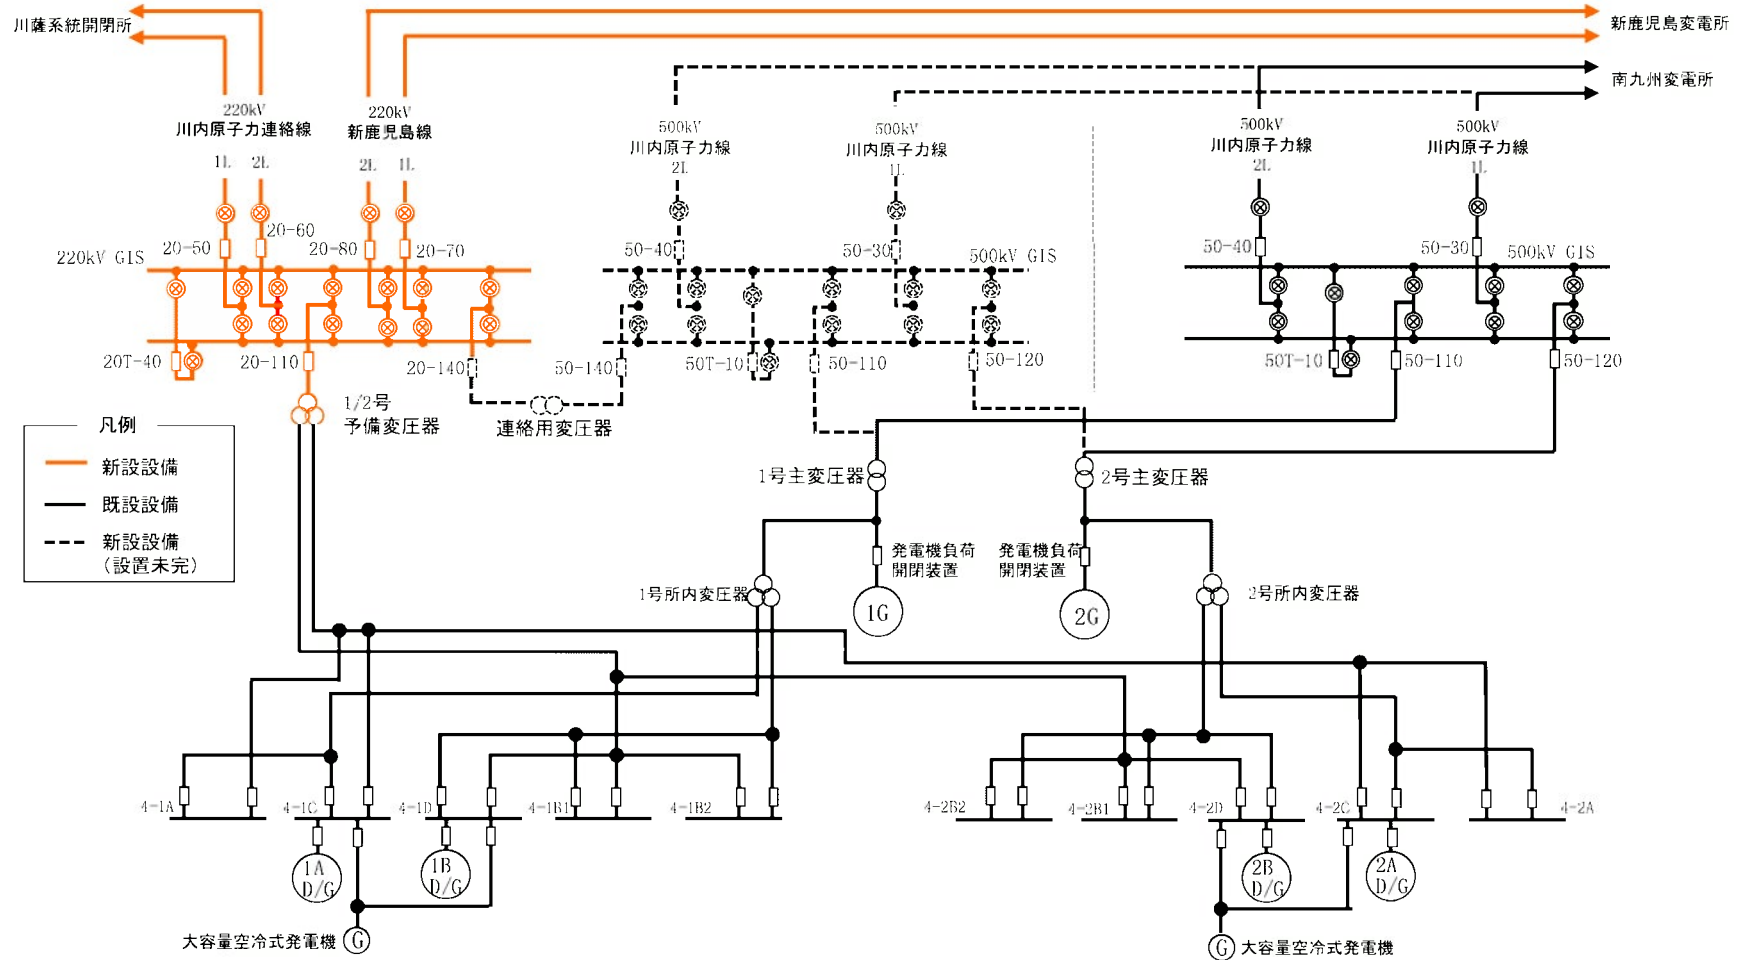 川薩系統開閉所
新鹿児島変電所
南九州変電所
220kV
川内原子力連絡線
1L 2L
220kV
新鹿児島線
2L 1L
500kV
川内原子力線
2L
500kV
川内原子力線
1L
500kV
川内原子力線
2L
500kV
川内原子力線
1L
220kV GIS
20-50
20-60
20-80
20-70
50-40
50-30
500kV GIS
50-40
50-30
500kV GIS
20T-40
20-110
20-140
50-140
50T-10
50-110
50-120
50T-10
50-110
50-120
1/2号
予備変圧器
連絡用変圧器
凡例
新設設備
既設設備
新設設備
(設置未完)
1号主変圧器
2号主変圧器
発電機負荷
開閉装置
発電機負荷
開閉装置
1号所内変圧器
1G
2G
2号所内変圧器
4-1A
4-1C
4-1D
4-1B1
4-1B2
4-2B2
4-2B1
4-2D
4-2C
4-2A
1A
D/G
1B
D/G
2B
D/G
2A
D/G
大容量空冷式発電機 G
G 大容量空冷式発電機